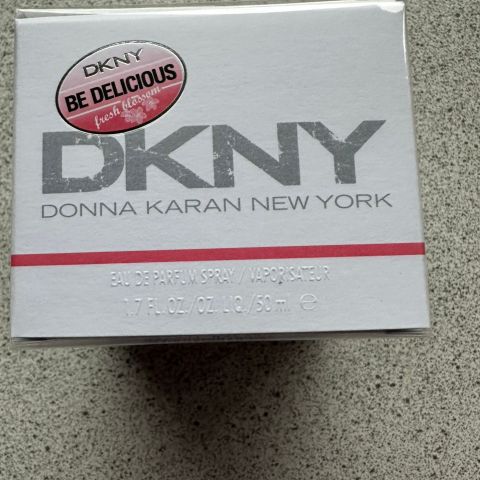 DKNY
BE DELICIOUS
fresh blossom
DKNY
DONNA KARAN NEW YORK
EAU DE PARFUM SPRAY / VAPORISATEUR
1.7 FL.OZ./OZ. LIQ./50 ml ℮